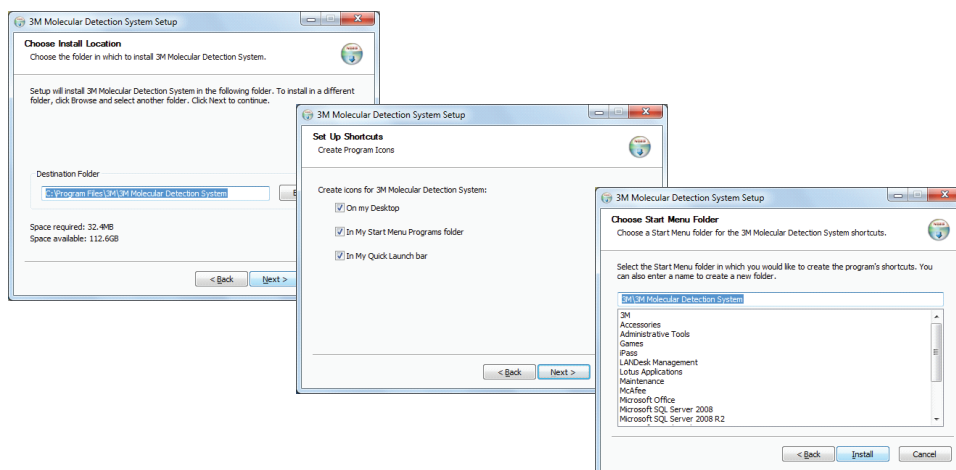 3M Molecular Detection System Setup
Choose Install Location
Choose the folder in which to install 3M Molecular Detection System.
Setup will install 3M Molecular Detection System in the following folder. To install in a different
folder, click Browse and select another folder. Click Next to continue.
Destination Folder
C:\Program Files\3M\3M Molecular Detection System
Space required: 32.4MB
Space available: 112.6GB
< Back
Next >
3M Molecular Detection System Setup
Set Up Shortcuts
Create Program Icons
Create icons for 3M Molecular Detection System:
On my Desktop
In My Start Menu Programs folder
In My Quick Launch bar
< Back
Next >
3M Molecular Detection System Setup
Choose Start Menu Folder
Choose a Start Menu folder for the 3M Molecular Detection System shortcuts.
Select the Start Menu folder in which you would like to create the program's shortcuts. You
can also enter a name to create a new folder.
3M\3M Molecular Detection System
3M
Accessories
Administrative Tools
Games
iPass
LANDesk Management
Lotus Applications
Maintenance
McAfee
Microsoft Office
Microsoft SQL Server 2008
Microsoft SQL Server 2008 R2
< Back
Install
Cancel